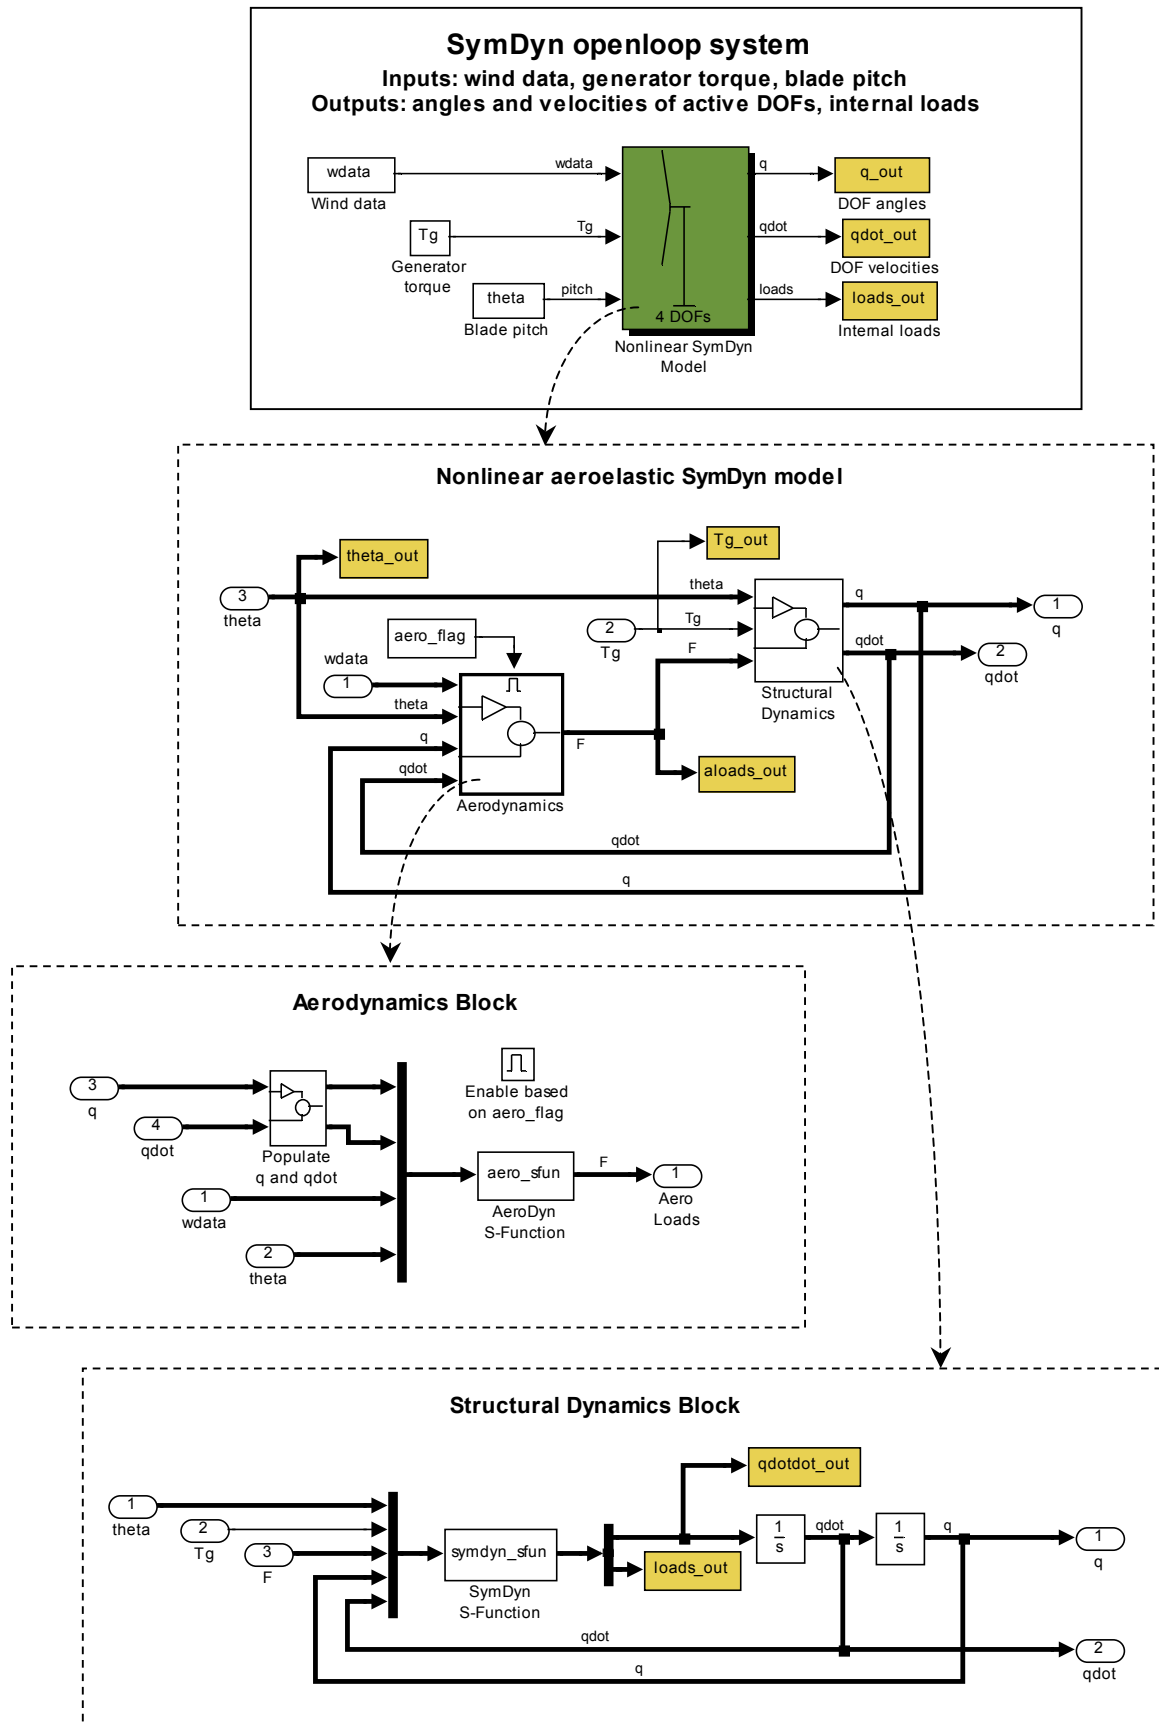 SymDyn openloop system
Inputs: wind data, generator torque, blade pitch
Outputs: angles and velocities of active DOFs, internal loads
wdata
Wind data
wdata
q
q_out
DOF angles
Tg
Generator
torque
Tg
qdot
qdot_out
DOF velocities
theta
Blade pitch
pitch
4 DOFs
loads
loads_out
Internal loads
Nonlinear SymDyn
Model
Nonlinear aeroelastic SymDyn model
theta_out
Tg_out
3
theta
theta
q
1
q
aero_flag
2
Tg
Tg
qdot
2
qdot
wdata
1
F
Structural
Dynamics
theta
q
F
qdot
aloads_out
Aerodynamics
qdot
q
Aerodynamics Block
3
q
Enable based
on aero_flag
4
qdot
Populate
q and qdot
aero_sfun
F
1
AeroDyn
S-Function
Aero
Loads
1
wdata
2
theta
Structural Dynamics Block
qdotdot_out
1
theta
2
Tg
3
F
symdyn_sfun
SymDyn
S-Function
loads_out
1
s
qdot
1
s
q
1
q
qdot
2
qdot
q